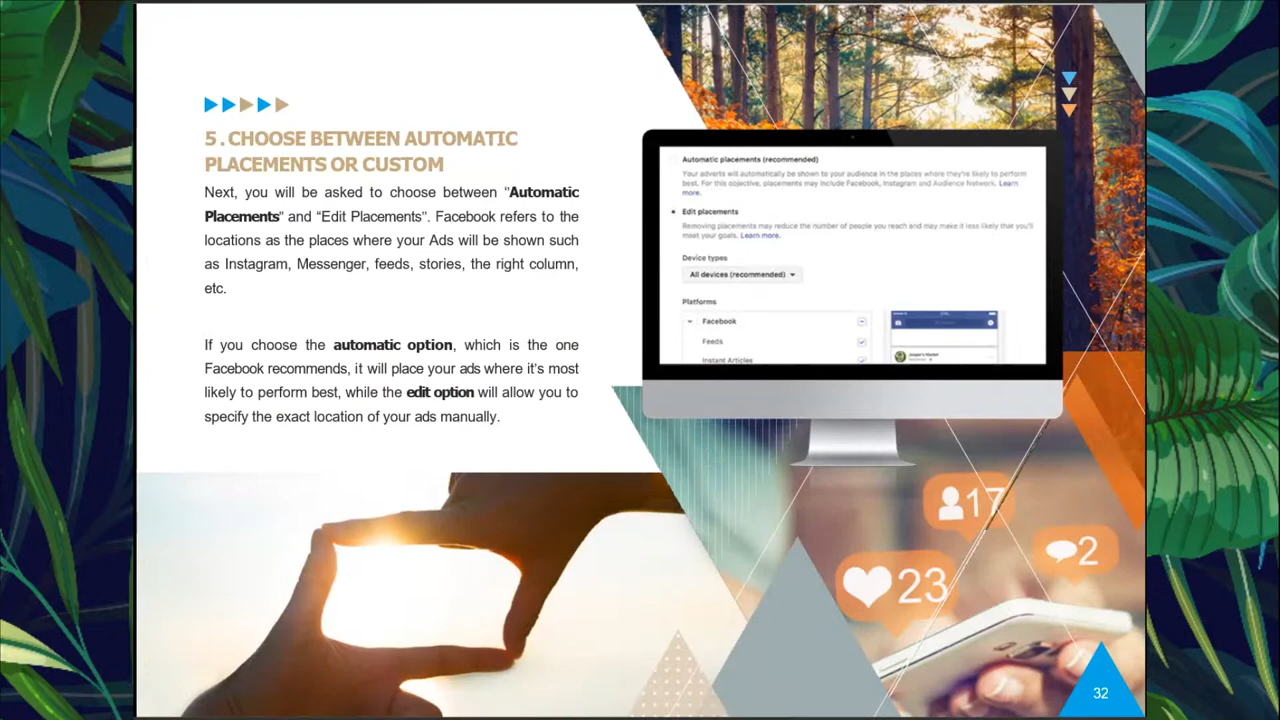 5 . CHOOSE BETWEEN AUTOMATIC
PLACEMENTS OR CUSTOM
Next, you will be asked to choose between “Automatic
Placements” and “Edit Placements”. Facebook refers to the
locations as the places where your Ads will be shown such
as Instagram, Messenger, feeds, stories, the right column,
etc.
If you choose the automatic option, which is the one
Facebook recommends, it will place your ads where it’s most
likely to perform best, while the edit option will allow you to
specify the exact location of your ads manually.
Automatic placements (recommended)
Your adverts will automatically be shown to your audience in the places where they're likely to perform
best. For this objective, placements may include Facebook, Instagram and Audience Network. Learn
more.
Edit placements
Removing placements may reduce the number of people you reach and may make it less likely that you'll
meet your goals. Learn more.
Device types
All devices (recommended)
Platforms
Facebook
Feeds
Instant Articles
Jasper's Market
17
2
23
32